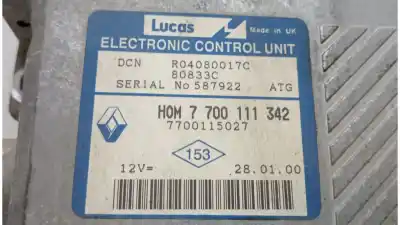 Lucas
Made in UK
ELECTRONIC CONTROL UNIT
DCN R04080017C
80833C
SERIAL No 587922 ATG
HOM 7 700 111 342
7700115027
153
12V= 28.01.00